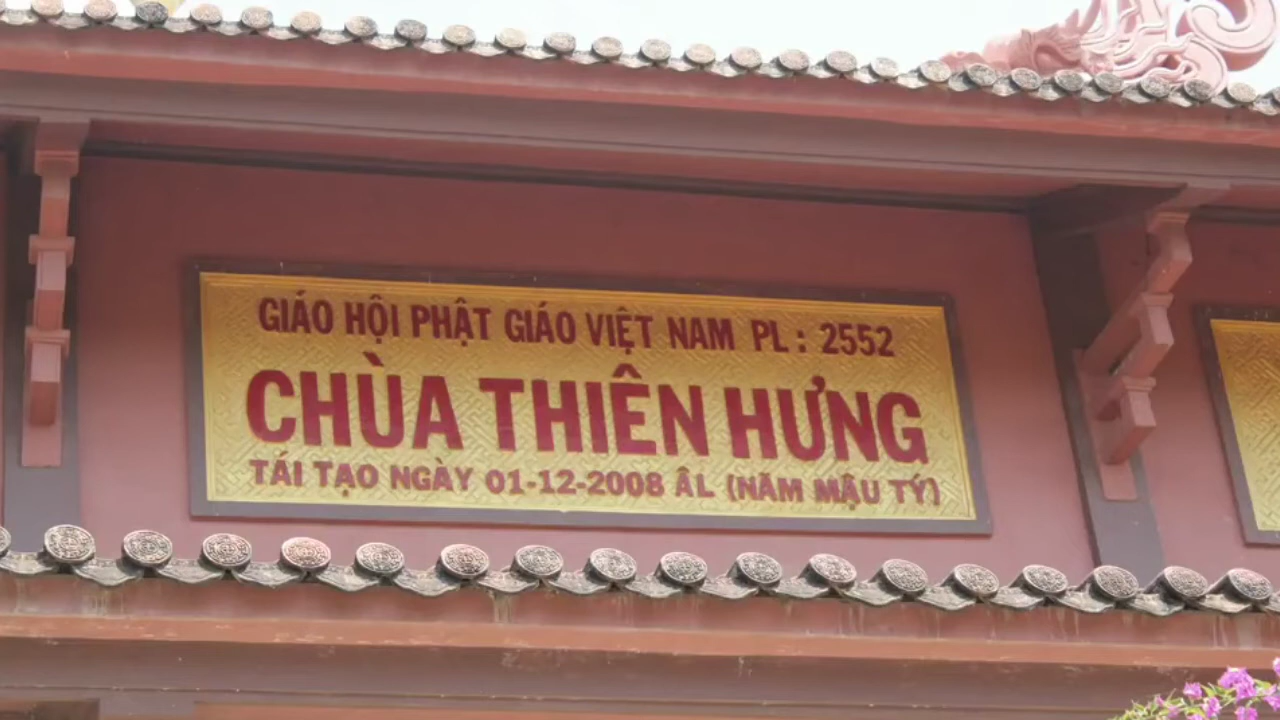 GIÁO HỘI PHẬT GIÁO VIỆT NAM PL : 2552
CHÙA THIÊN HƯNG
TÁI TẠO NGÀY 01-12-2008 ÂL (NĂM MẬU TÝ)